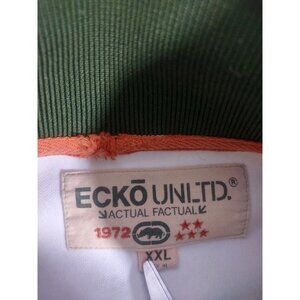 ECKŌ UNLTD.®
ACTUAL FACTUAL
1972
XXL